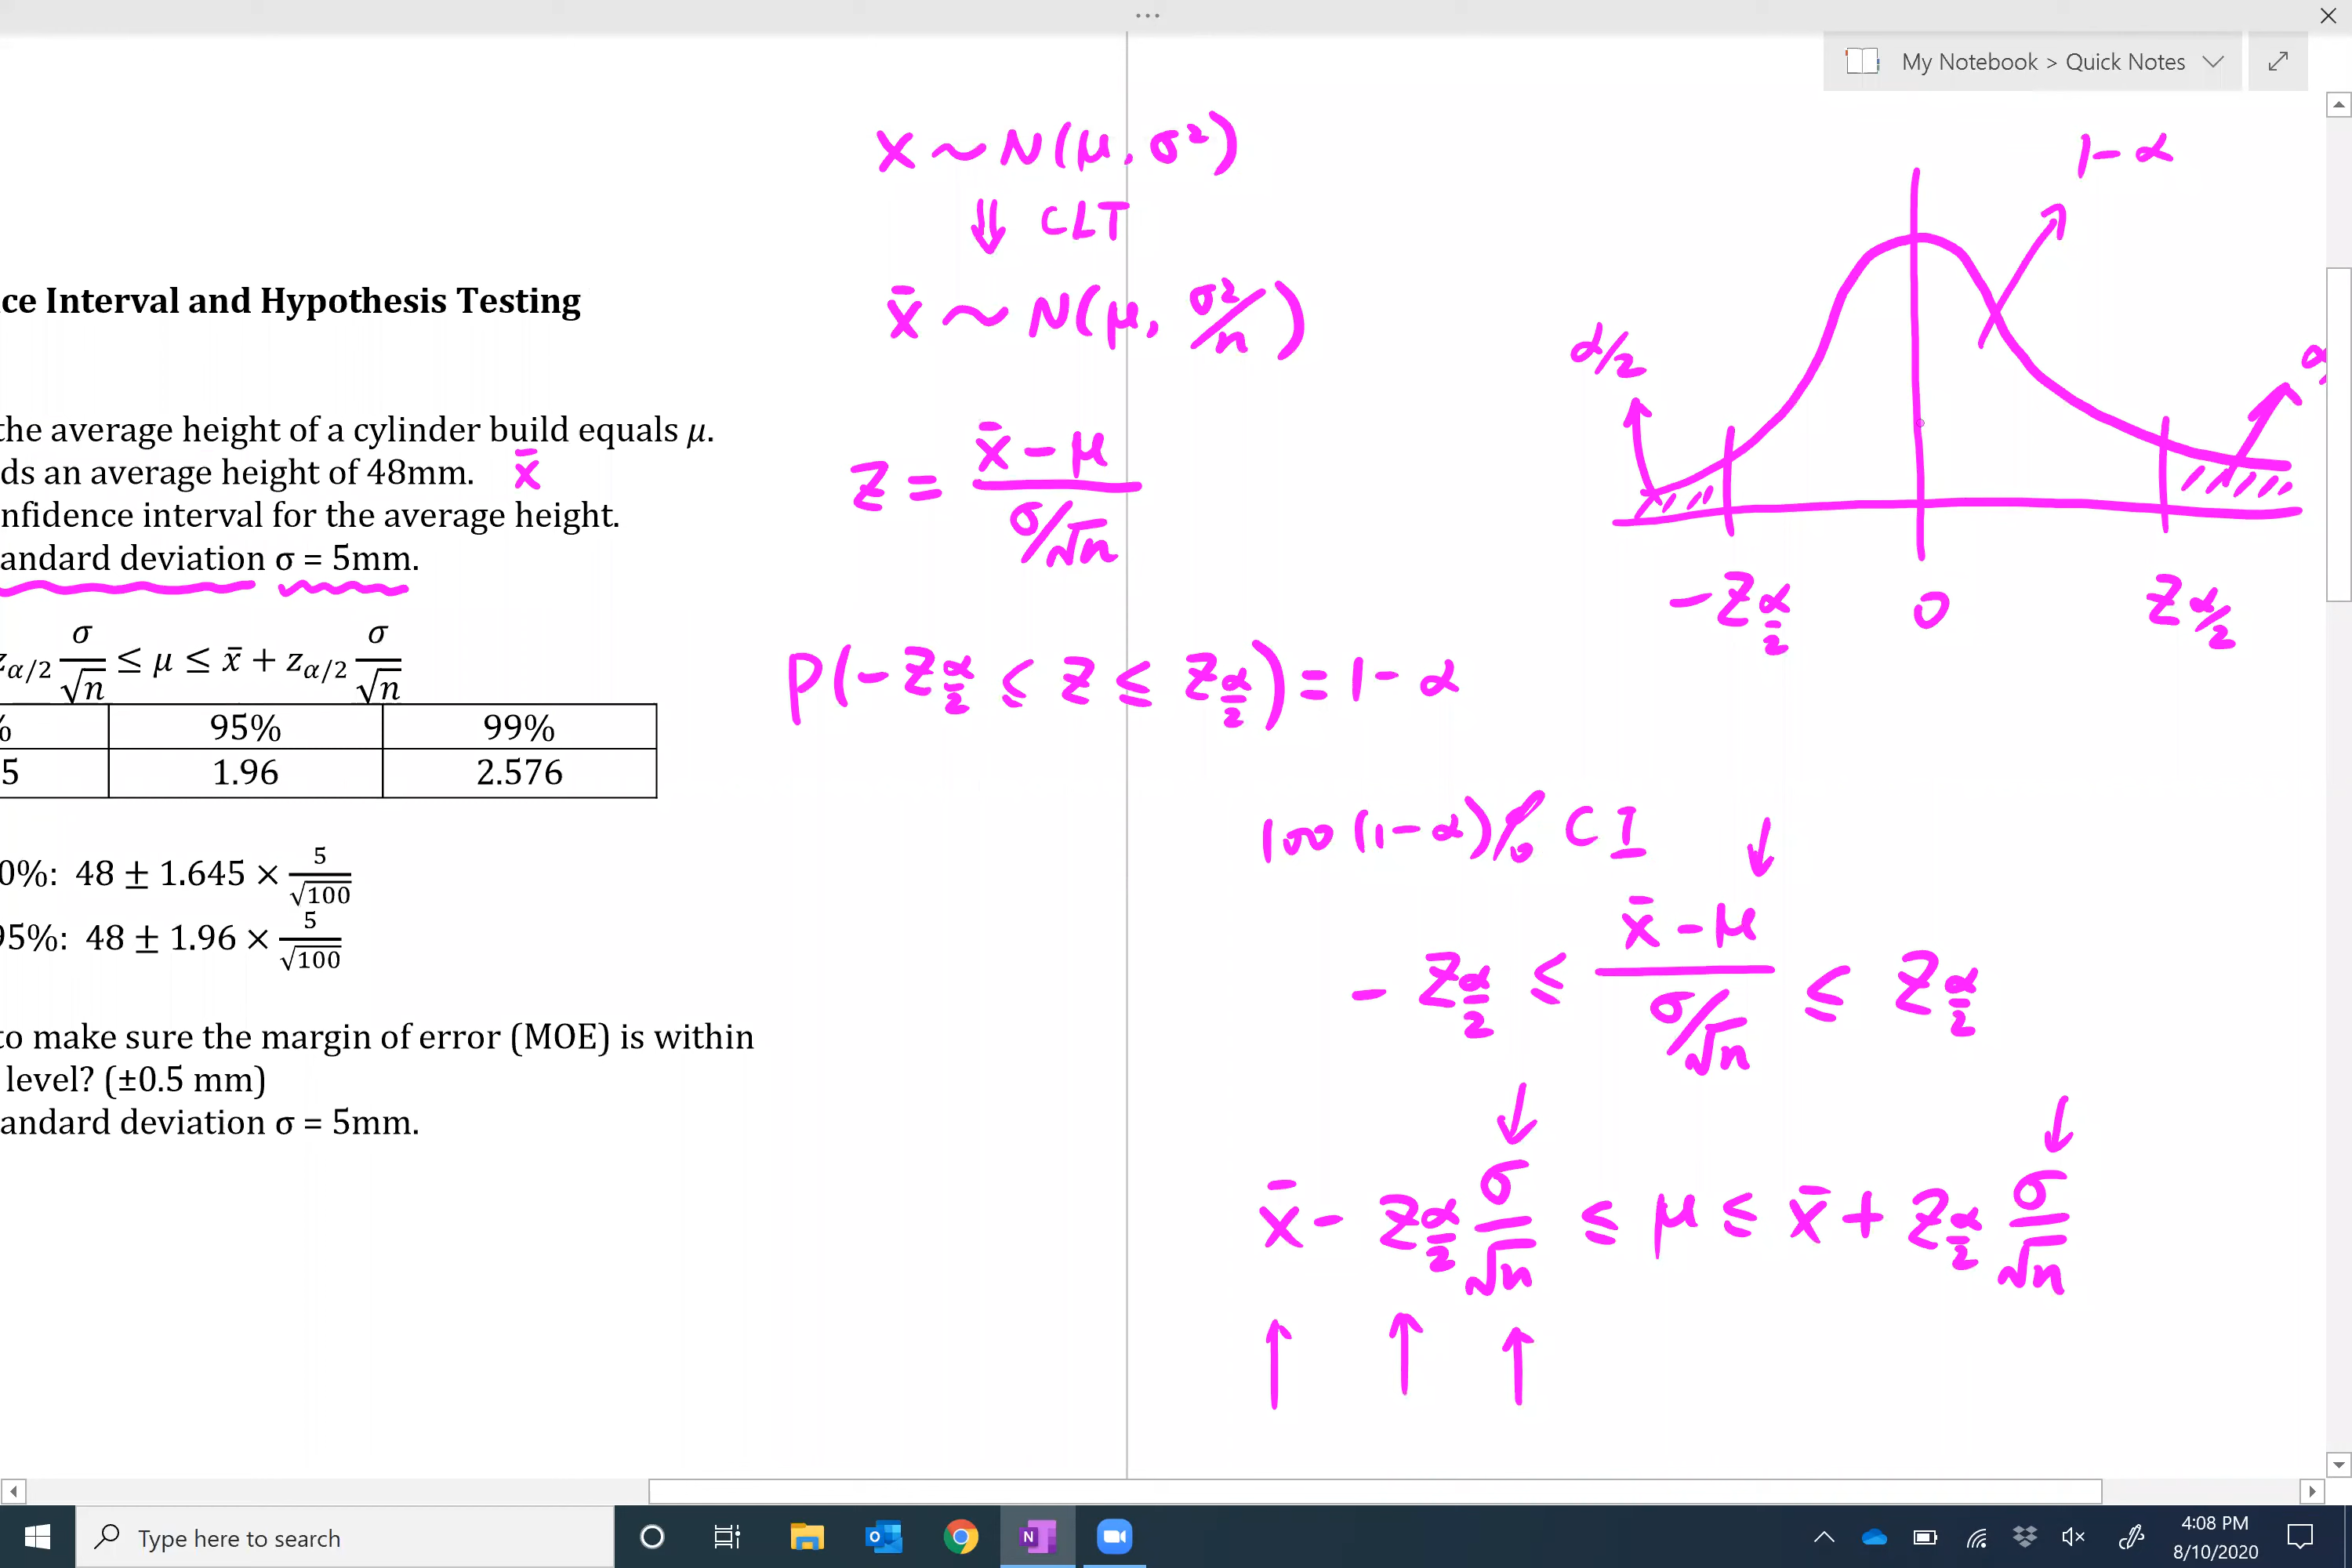 My Notebook > Quick Notes
ce Interval and Hypothesis Testing
the average height of a cylinder build equals μ.
ds an average height of 48mm. x̄
nfidence interval for the average height.
andard deviation σ = 5mm.
zα/2 σ/√n ≤ μ ≤ x̄ + zα/2 σ/√n
% 95% 99%
5 1.96 2.576
0%: 48 ± 1.645 × 5/√100
95%: 48 ± 1.96 × 5/√100
to make sure the margin of error (MOE) is within
level? (±0.5 mm)
andard deviation σ = 5mm.
x ~ N(μ, σ²)
⇓ CLT
x̄ ~ N(μ, σ²/n)
z = (x̄ − μ)/(σ/√n)
P(−zα/2 ≤ z ≤ zα/2) = 1 − α
1 − α
α/2
α
−zα/2 0 zα/2
100(1−α)% CI
−zα/2 ≤ (x̄ − μ)/(σ/√n) ≤ zα/2
x̄ − zα/2 σ/√n ≤ μ ≤ x̄ + zα/2 σ/√n
Type here to search
4:08 PM
8/10/2020